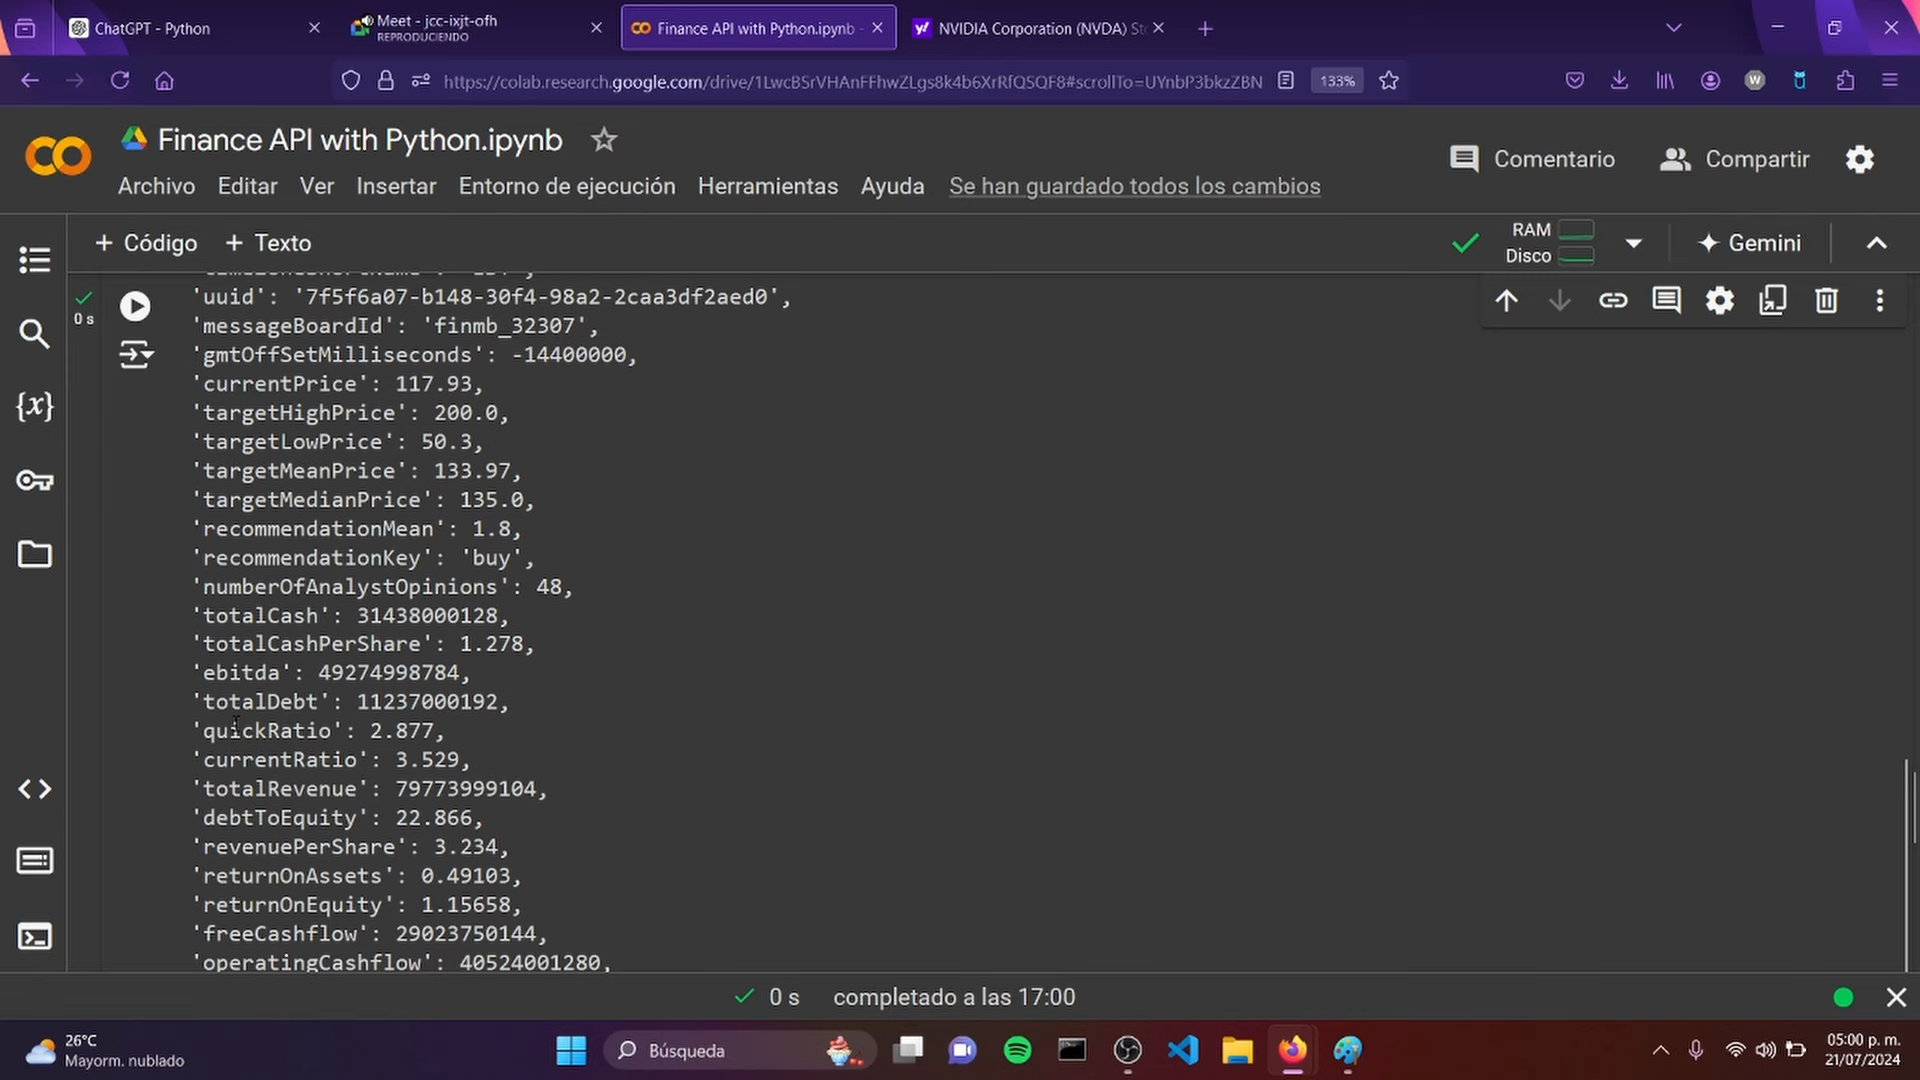 ChatGPT - Python
Meet - jcc-ixjt-ofh
REPRODUCIENDO
Finance API with Python.ipynb -
NVIDIA Corporation (NVDA) Sto
https://colab.research.google.com/drive/1LwcBSrVHAnFFhwZLgs8k4b6XrRfQSQF8#scrollTo=UYnbP3bkzZBN
133%
Finance API with Python.ipynb
Comentario
Compartir
Archivo Editar Ver Insertar Entorno de ejecución Herramientas Ayuda Se han guardado todos los cambios
+ Código + Texto
RAM
Disco
Gemini
0 s
'uuid': '7f5f6a07-b148-30f4-98a2-2caa3df2aed0',
'messageBoardId': 'finmb_32307',
'gmtOffSetMilliseconds': -14400000,
'currentPrice': 117.93,
'targetHighPrice': 200.0,
'targetLowPrice': 50.3,
'targetMeanPrice': 133.97,
'targetMedianPrice': 135.0,
'recommendationMean': 1.8,
'recommendationKey': 'buy',
'numberOfAnalystOpinions': 48,
'totalCash': 31438000128,
'totalCashPerShare': 1.278,
'ebitda': 49274998784,
'totalDebt': 11237000192,
'quickRatio': 2.877,
'currentRatio': 3.529,
'totalRevenue': 79773999104,
'debtToEquity': 22.866,
'revenuePerShare': 3.234,
'returnOnAssets': 0.49103,
'returnOnEquity': 1.15658,
'freeCashflow': 29023750144,
'operatingCashflow': 40524001280,
{x}
0 s completado a las 17:00
26°C
Mayorm. nublado
Búsqueda
05:00 p. m.
21/07/2024